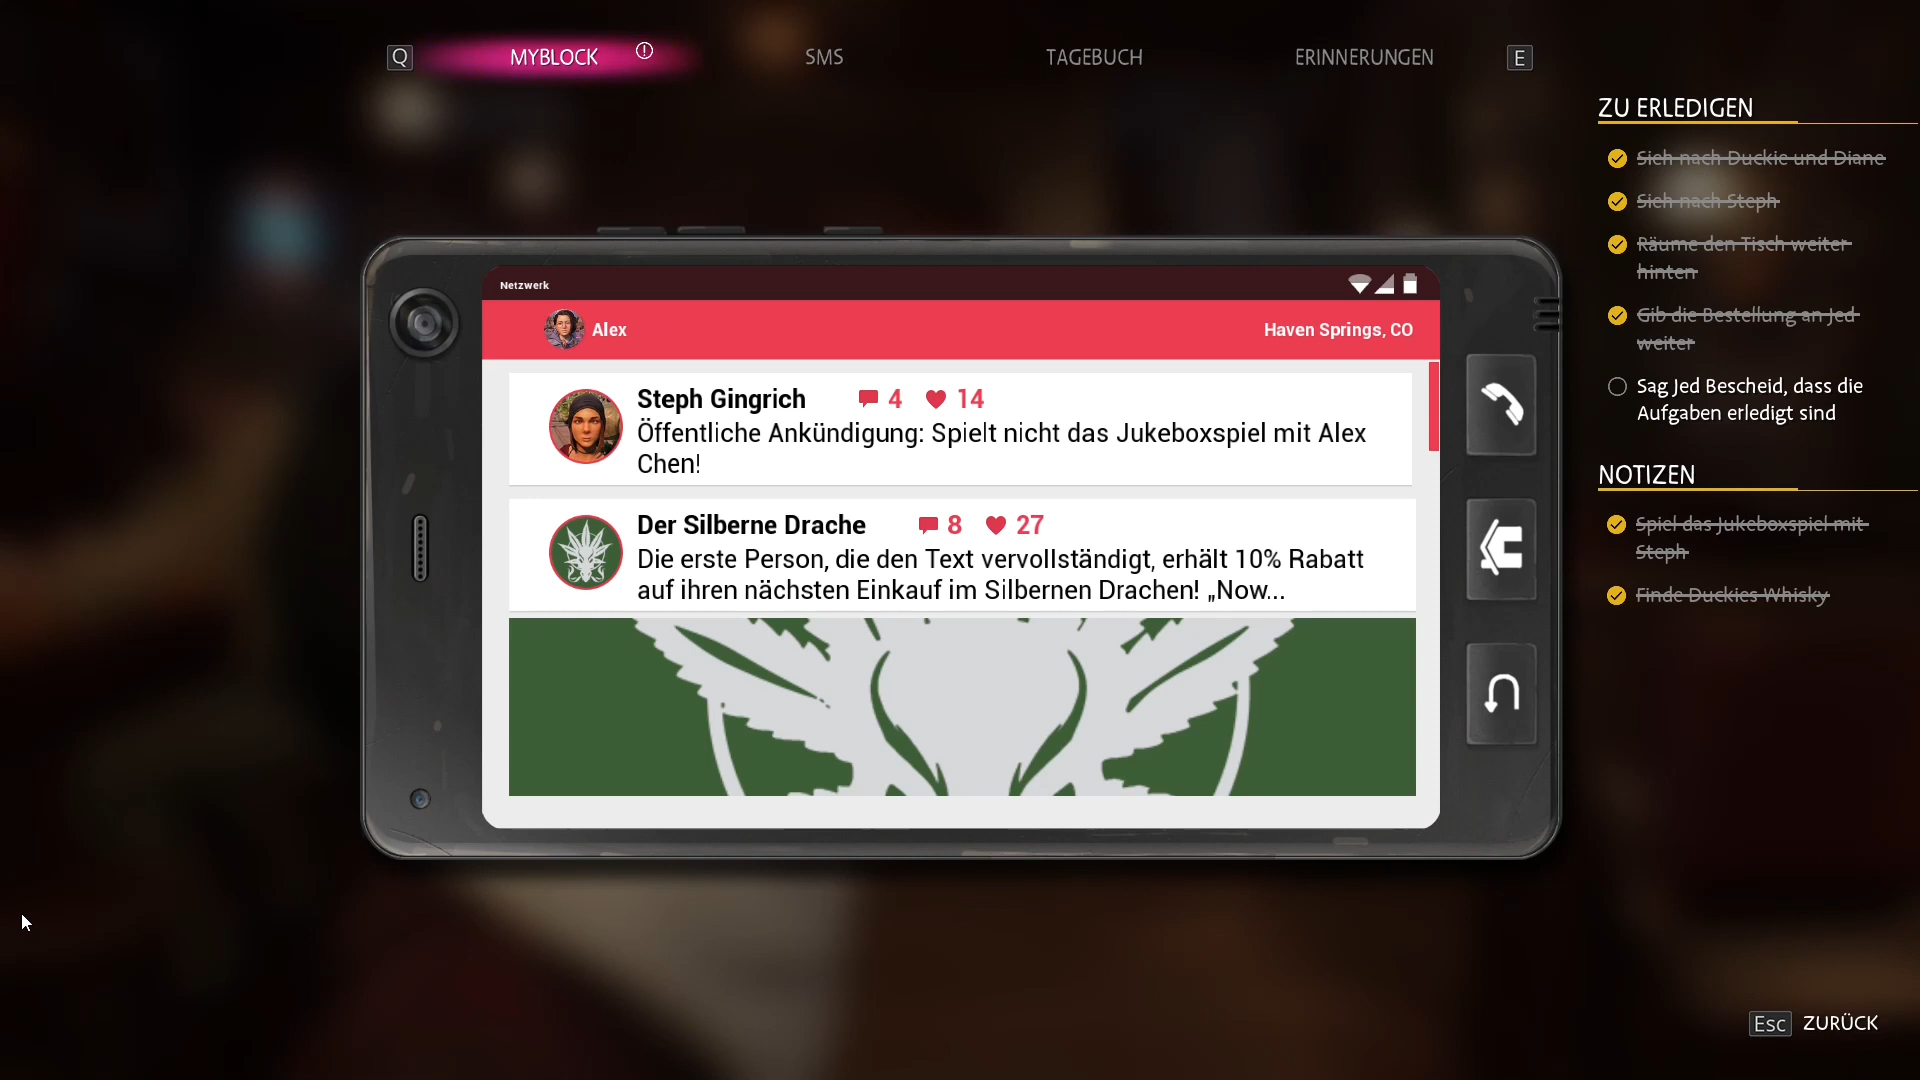 Q
MYBLOCK
SMS
TAGEBUCH
ERINNERUNGEN
E
ZU ERLEDIGEN
Sieh nach Duckie und Diane
Sieh nach Steph
Räume den Tisch weiter
hinten
Gib die Bestellung an Jed
weiter
Sag Jed Bescheid, dass die
Aufgaben erledigt sind
NOTIZEN
Spiel das Jukeboxspiel mit
Steph
Finde Duckies Whisky
Netzwerk
Alex
Haven Springs, CO
Steph Gingrich 4 14
Öffentliche Ankündigung: Spielt nicht das Jukeboxspiel mit Alex
Chen!
Der Silberne Drache 8 27
Die erste Person, die den Text vervollständigt, erhält 10% Rabatt
auf ihren nächsten Einkauf im Silbernen Drachen! „Now...
Esc ZURÜCK